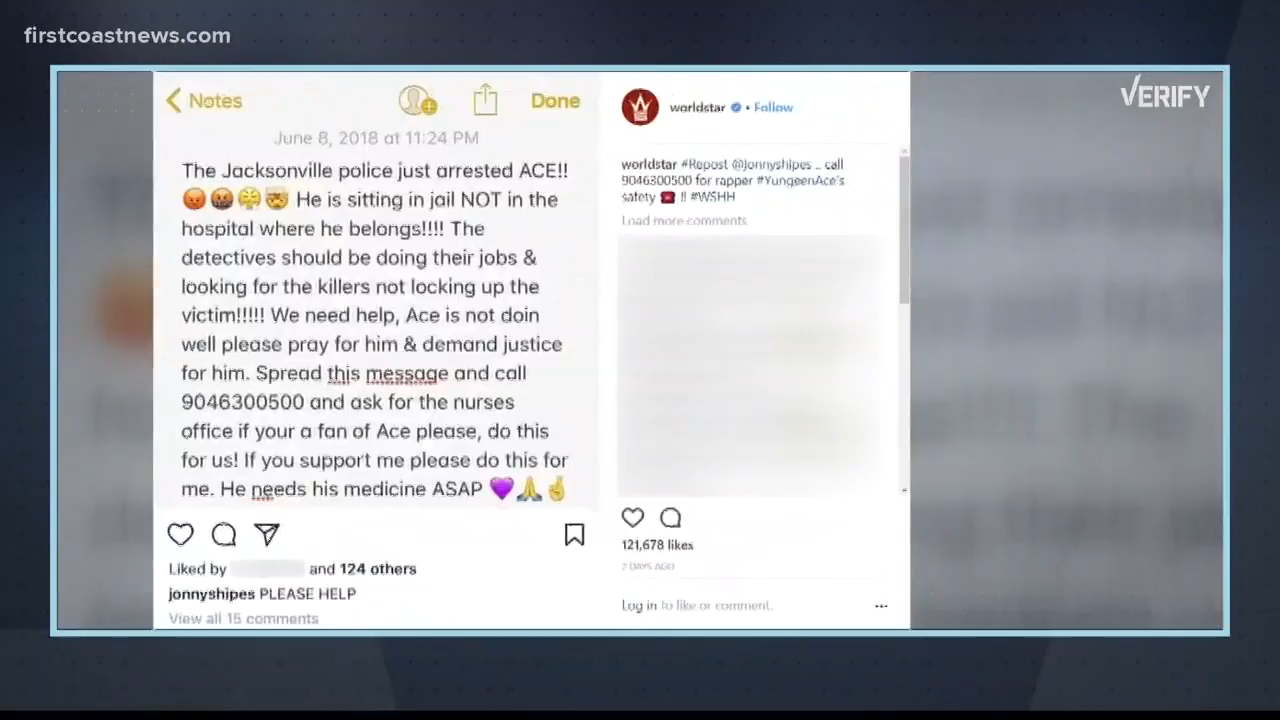 firstcoastnews.com
VERIFY
Notes
Done
June 8, 2018 at 11:24 PM
The Jacksonville police just arrested ACE!!
😡🤬😤🤯 He is sitting in jail NOT in the
hospital where he belongs!!!! The
detectives should be doing their jobs &
looking for the killers not locking up the
victim!!!!! We need help, Ace is not doin
well please pray for him & demand justice
for him. Spread this message and call
9046300500 and ask for the nurses
office if your a fan of Ace please, do this
for us! If you support me please do this for
me. He needs his medicine ASAP 💜🙏🤞
Liked by and 124 others
jonnyshipes PLEASE HELP
View all 15 comments
worldstar • Follow
worldstar #Repost @jonnyshipes .. call
9046300500 for rapper #YungeenAce's
safety ☎️ !! #WSHH
Load more comments
121,678 likes
2 DAYS AGO
Log in to like or comment.